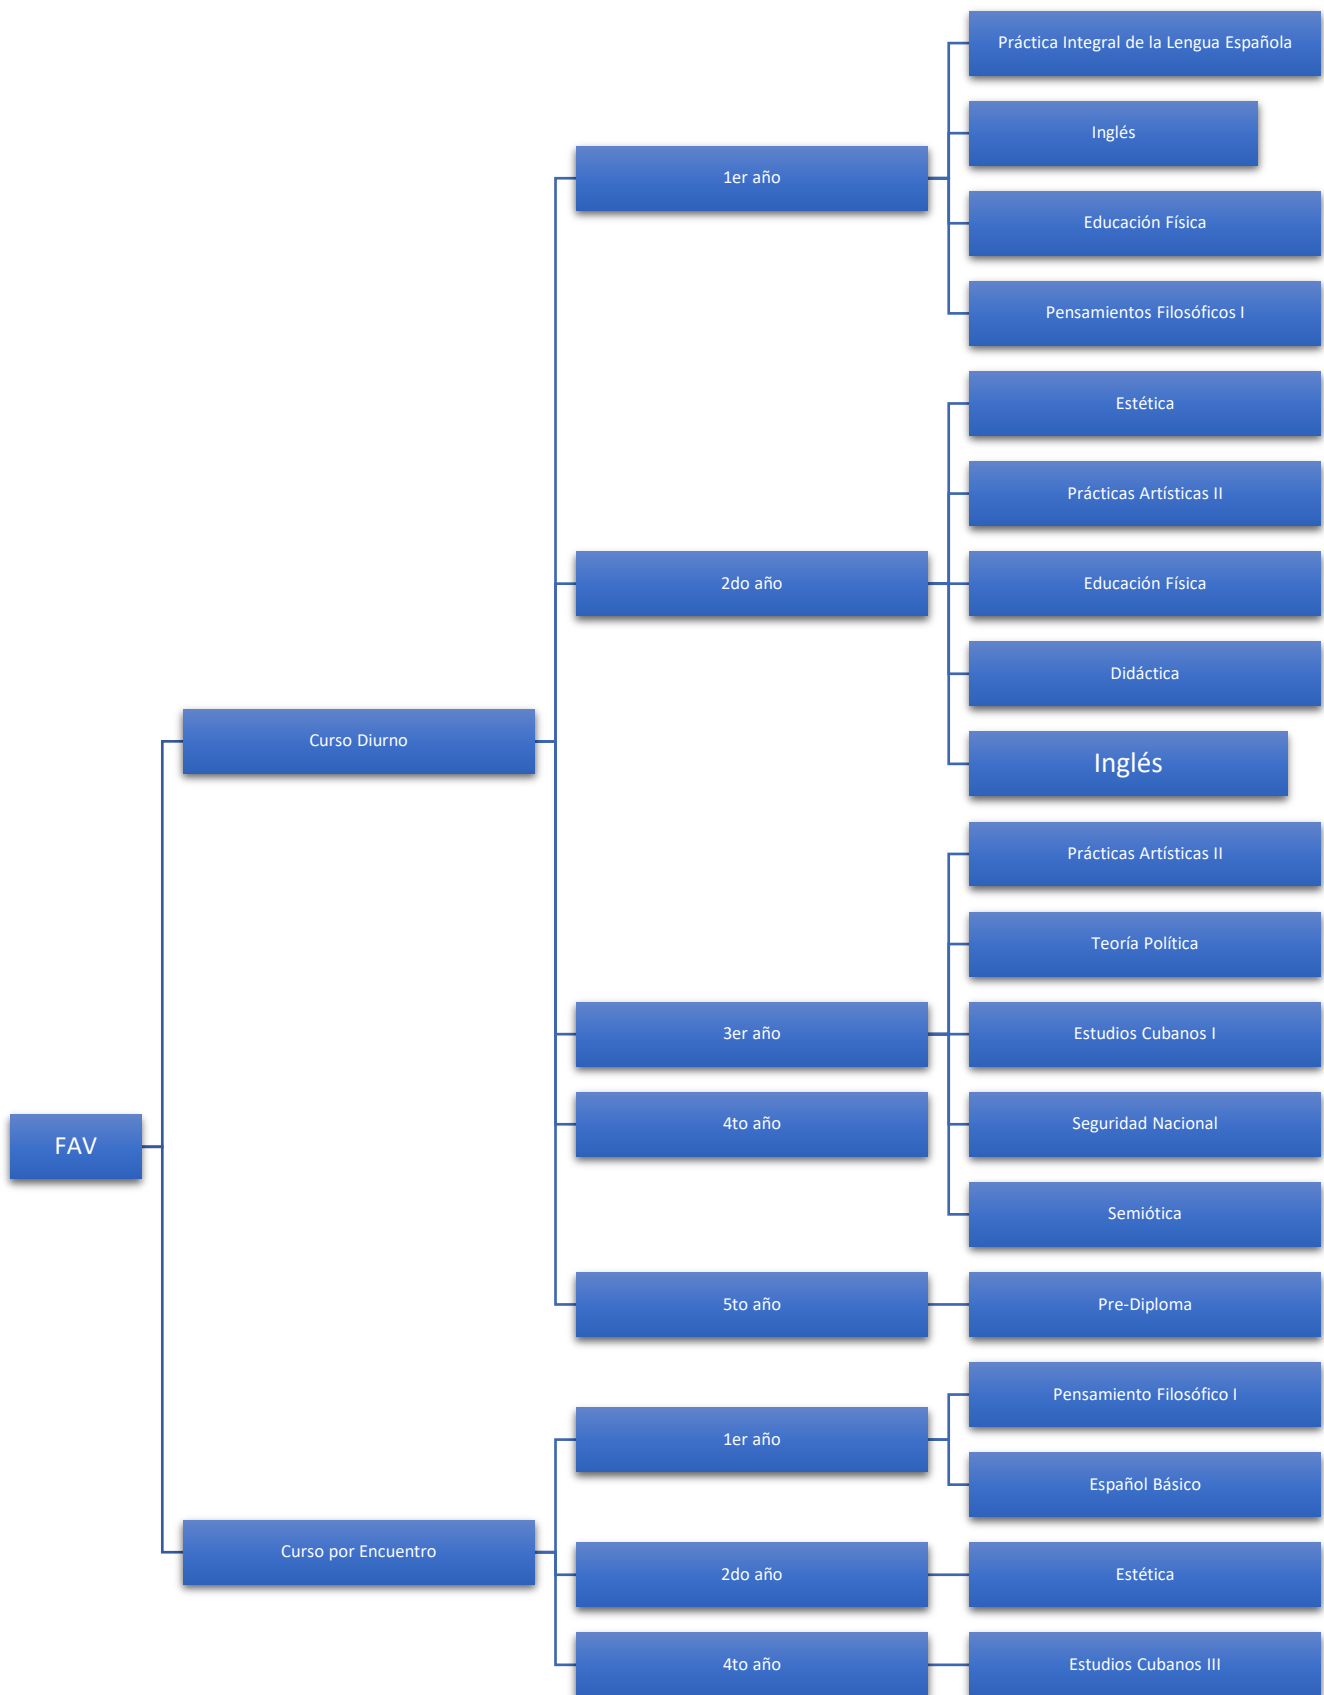 FAV
Curso Diurno
1er año
Práctica Integral de la Lengua Española
Inglés
Educación Física
Pensamientos Filosóficos I
2do año
Estética
Prácticas Artísticas II
Educación Física
Didáctica
Inglés
3er año
Prácticas Artísticas II
Teoría Política
Estudios Cubanos I
Seguridad Nacional
Semiótica
4to año
5to año
Pre-Diploma
Curso por Encuentro
1er año
Pensamiento Filosófico I
Español Básico
2do año
Estética
4to año
Estudios Cubanos III